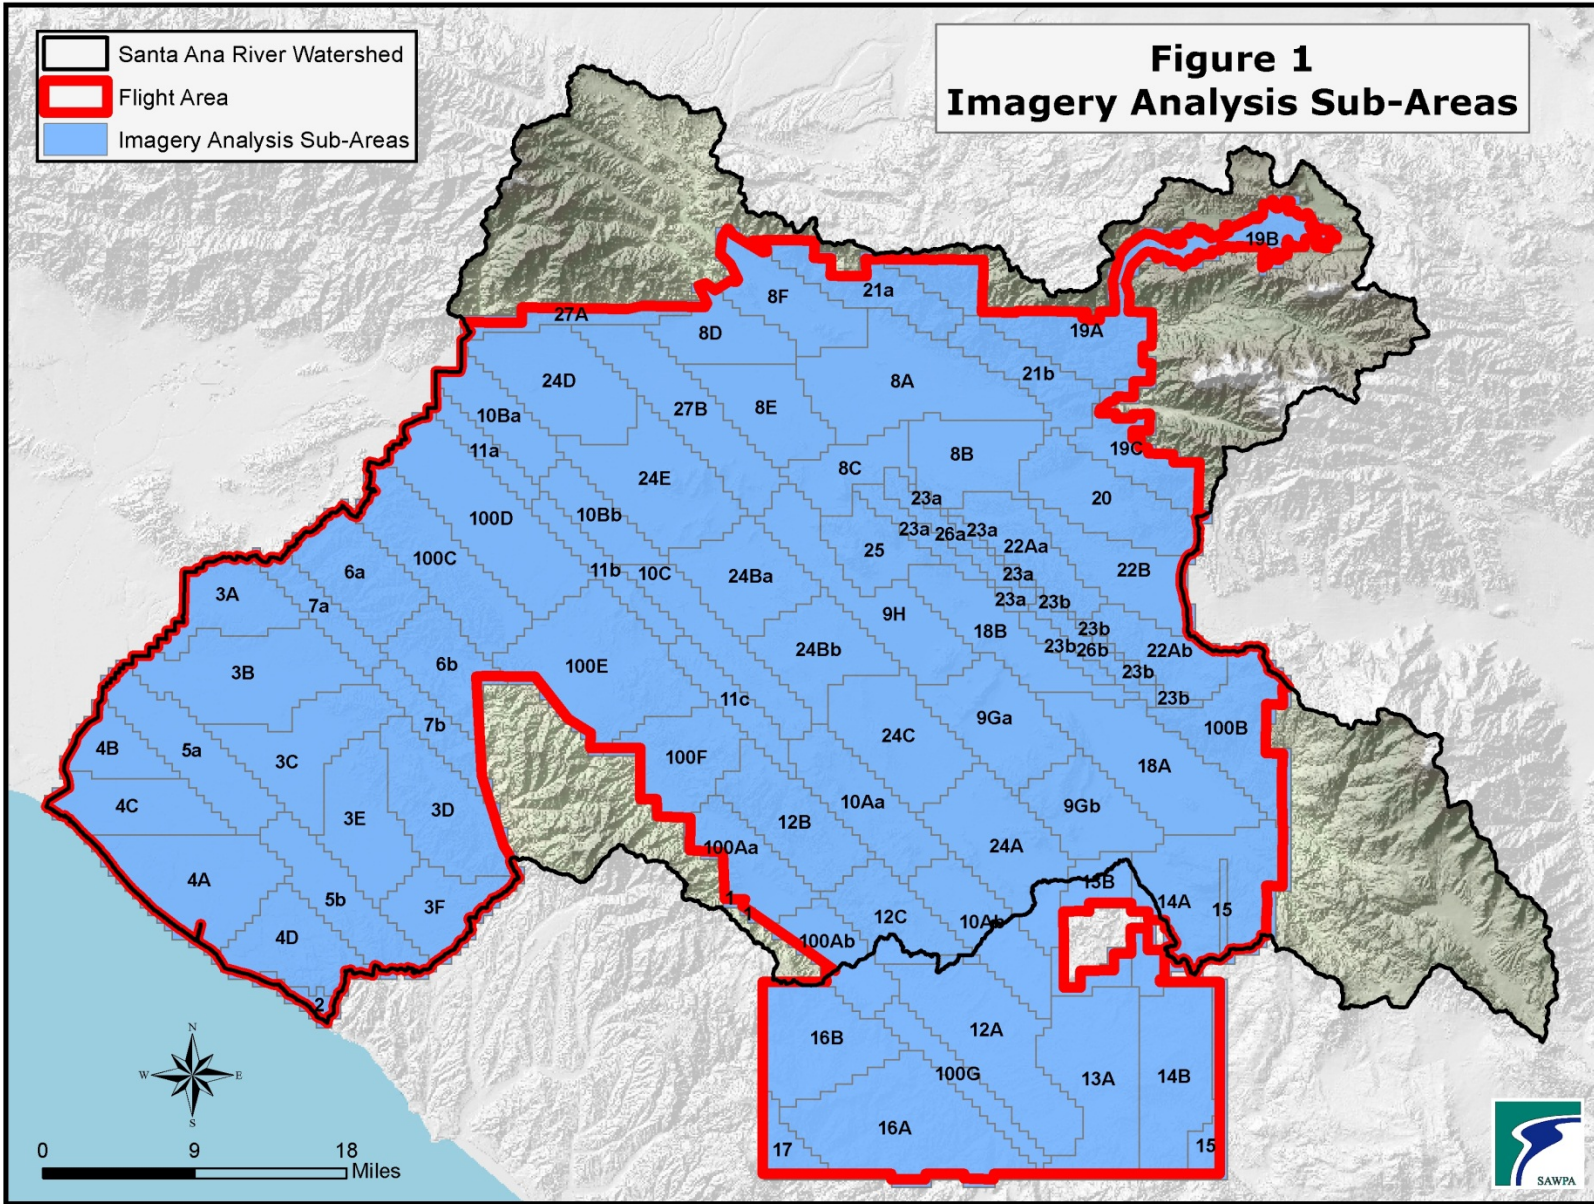 Figure 1
Imagery Analysis Sub-Areas
Santa Ana River Watershed
Flight Area
Imagery Analysis Sub-Areas
19B
8F
21a
27A
8D
19A
24D
8A
21b
10Ba
27B
8E
11a
8B
19C
24E
8C
23a
20
100D
10Bb
23a
26a
23a
25
22Aa
100C
6a
11b
10C
24Ba
23a
22B
3A
7a
23a
23b
9H
18B
23b
24Bb
23b
26b
22Ab
3B
6b
100E
23b
11c
23b
7b
9Ga
100B
4B
5a
3C
100F
24C
18A
4C
3E
3D
10Aa
9Gb
12B
100Aa
24A
4A
13B
5b
3F
1
1
14A
15
12C
10Ab
4D
100Ab
2
16B
12A
100G
13A
14B
16A
17
15
N
W
E
S
0
9
18
Miles
SAWPA